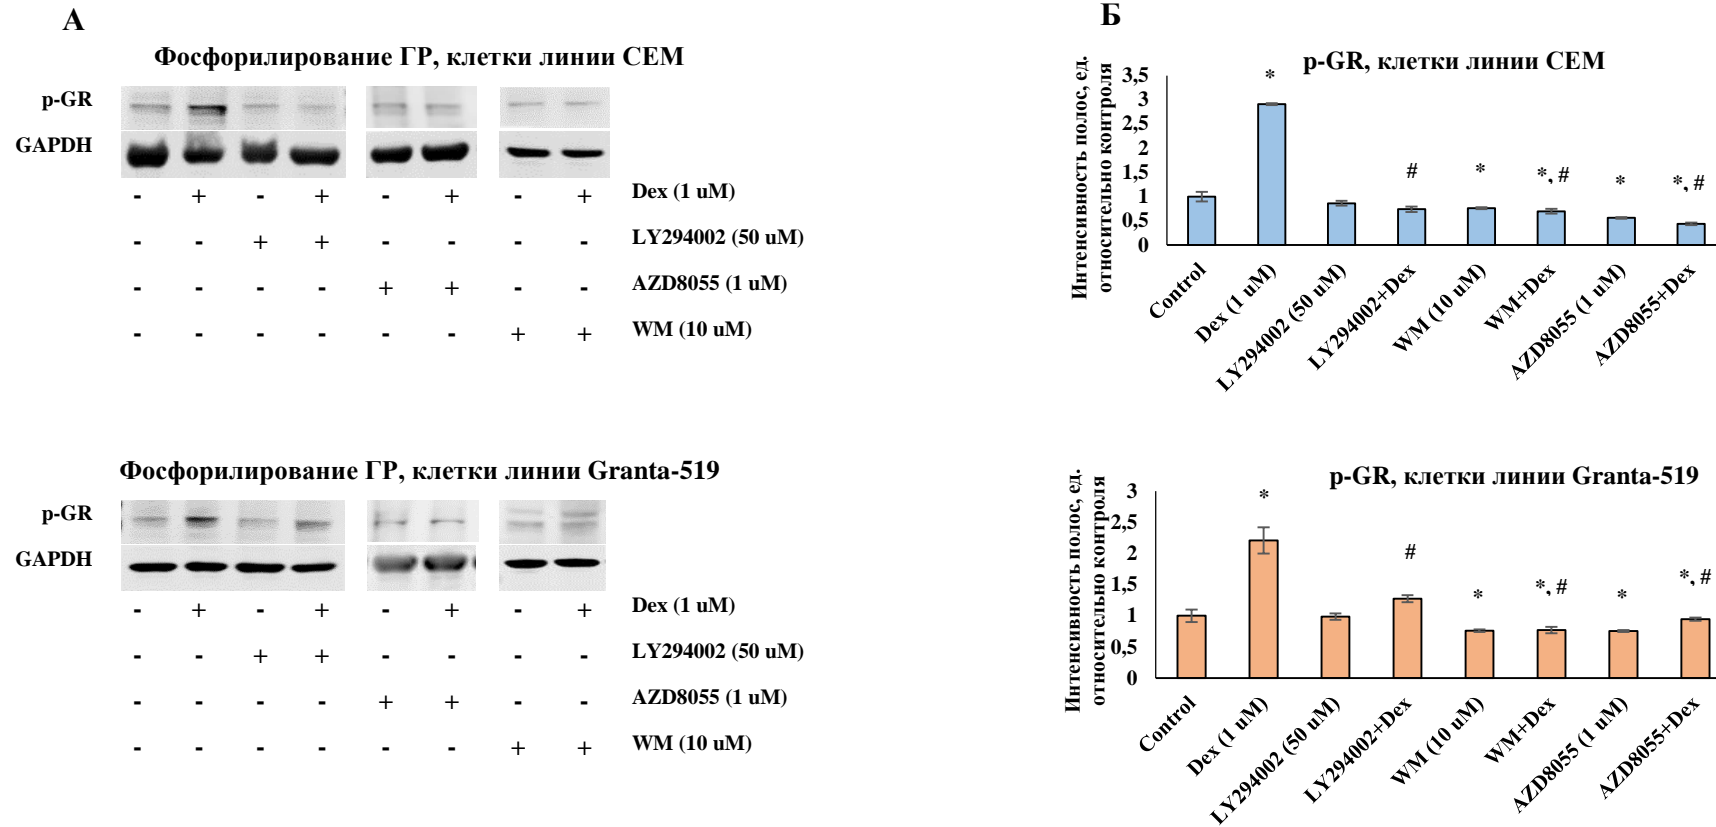 А
Фосфорилирование ГР, клетки линии CEM
p-GR
GAPDH
- + - + - + - + Dex (1 uM)
- - + + - - - - LY294002 (50 uM)
- - - - + + - - AZD8055 (1 uM)
- - - - - - + + WM (10 uM)
Фосфорилирование ГР, клетки линии Granta-519
p-GR
GAPDH
- + - + - + - + Dex (1 uM)
- - + + - - - - LY294002 (50 uM)
- - - - + + - - AZD8055 (1 uM)
- - - - - - + + WM (10 uM)
Б
p-GR, клетки линии CEM
Интенсивность полос, ед.
относительно контроля
3,5
3
2,5
2
1,5
1
0,5
0
* # * *, # * *, #
Control
Dex (1 uM)
LY294002 (50 uM)
LY294002+Dex
WM (10 uM)
WM+Dex
AZD8055 (1 uM)
AZD8055+Dex
p-GR, клетки линии Granta-519
Интенсивность полос, ед.
относительно контроля
3
2,5
2
1,5
1
0,5
0
* # * *, # * *, #
Control
Dex (1 uM)
LY294002 (50 uM)
LY294002+Dex
WM (10 uM)
WM+Dex
AZD8055 (1 uM)
AZD8055+Dex